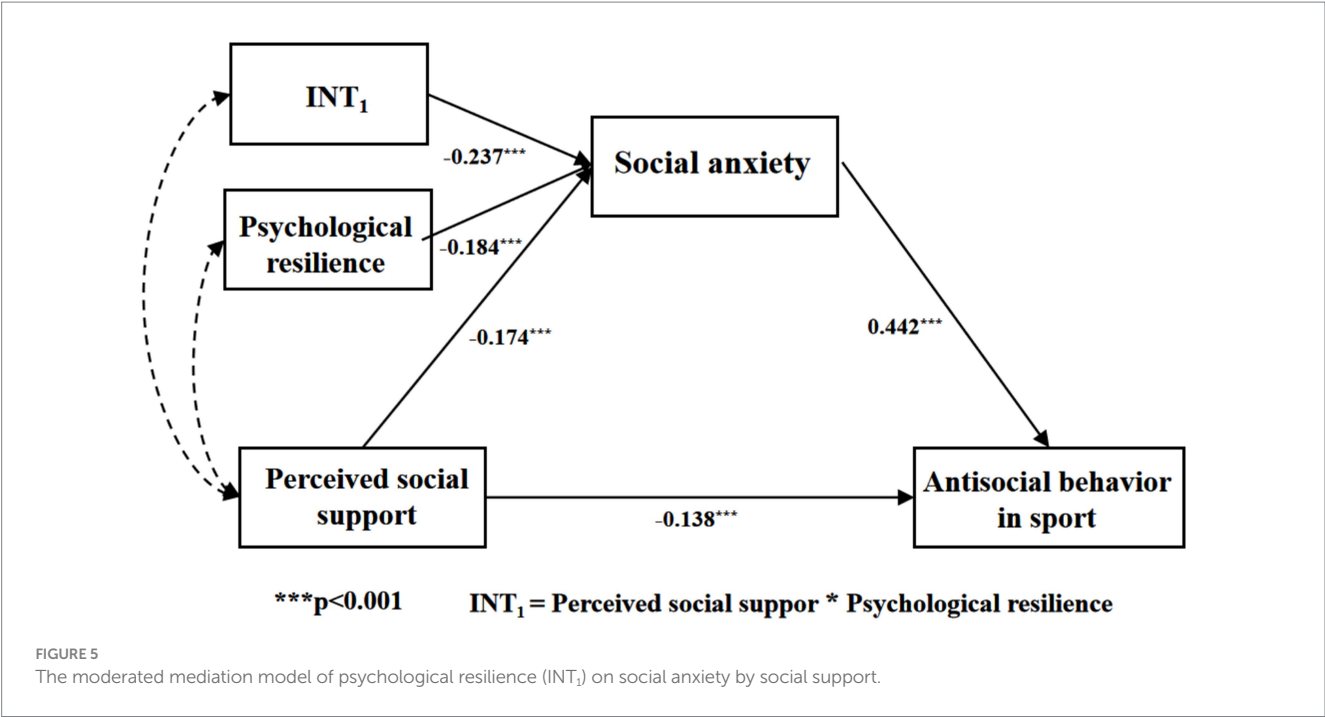 INT₁
-0.237***
Social anxiety
Psychological
resilience
-0.184***
-0.174***
0.442***
Perceived social
support
Antisocial behavior
in sport
-0.138***
***p<0.001
INT₁ = Perceived social suppor * Psychological resilience
FIGURE 5
The moderated mediation model of psychological resilience (INT₁) on social anxiety by social support.